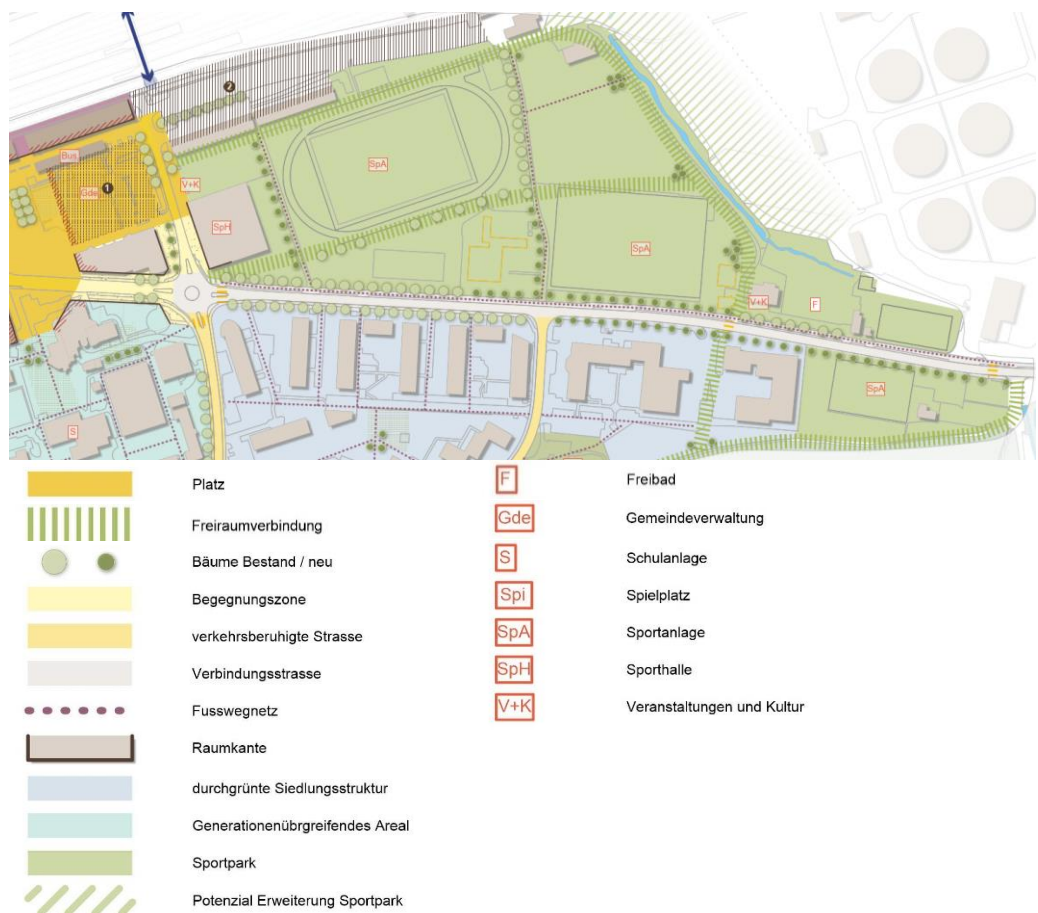 2
Bus
Gde
1
V+K
SpA
SpH
SpA
V+K
F
SpA
S
Platz
Freiraumverbindung
Bäume Bestand / neu
Begegnungszone
verkehrsberuhigte Strasse
Verbindungsstrasse
Fusswegnetz
Raumkante
durchgrünte Siedlungsstruktur
Generationenübrgreifendes Areal
Sportpark
Potenzial Erweiterung Sportpark
F Freibad
Gde Gemeindeverwaltung
S Schulanlage
Spi Spielplatz
SpA Sportanlage
SpH Sporthalle
V+K Veranstaltungen und Kultur